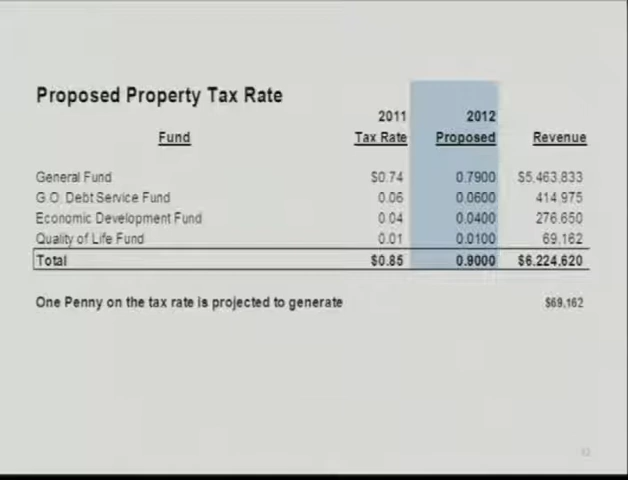 Proposed Property Tax Rate
2011 2012
Fund Tax Rate Proposed Revenue
General Fund $0.74 0.7900 $5,463,833
G.O. Debt Service Fund 0.06 0.0600 414,975
Economic Development Fund 0.04 0.0400 276,650
Quality of Life Fund 0.01 0.0100 69,162
Total $0.85 0.9000 $6,224,620
One Penny on the tax rate is projected to generate $69,162